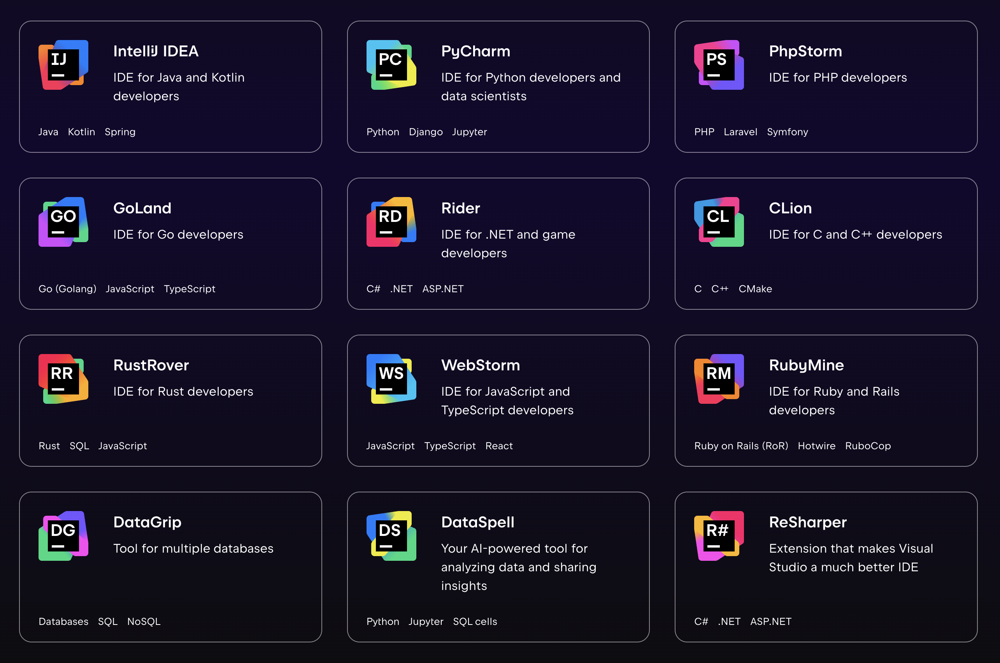 IJ
IntelliJ IDEA
IDE for Java and Kotlin
developers
Java Kotlin Spring
PC
PyCharm
IDE for Python developers and
data scientists
Python Django Jupyter
PS
PhpStorm
IDE for PHP developers
PHP Laravel Symfony
GO
GoLand
IDE for Go developers
Go (Golang) JavaScript TypeScript
RD
Rider
IDE for .NET and game
developers
C# .NET ASP.NET
CL
CLion
IDE for C and C++ developers
C C++ CMake
RR
RustRover
IDE for Rust developers
Rust SQL JavaScript
WS
WebStorm
IDE for JavaScript and
TypeScript developers
JavaScript TypeScript React
RM
RubyMine
IDE for Ruby and Rails
developers
Ruby on Rails (RoR) Hotwire RuboCop
DG
DataGrip
Tool for multiple databases
Databases SQL NoSQL
DS
DataSpell
Your AI-powered tool for
analyzing data and sharing
insights
Python Jupyter SQL cells
R#
ReSharper
Extension that makes Visual
Studio a much better IDE
C# .NET ASP.NET